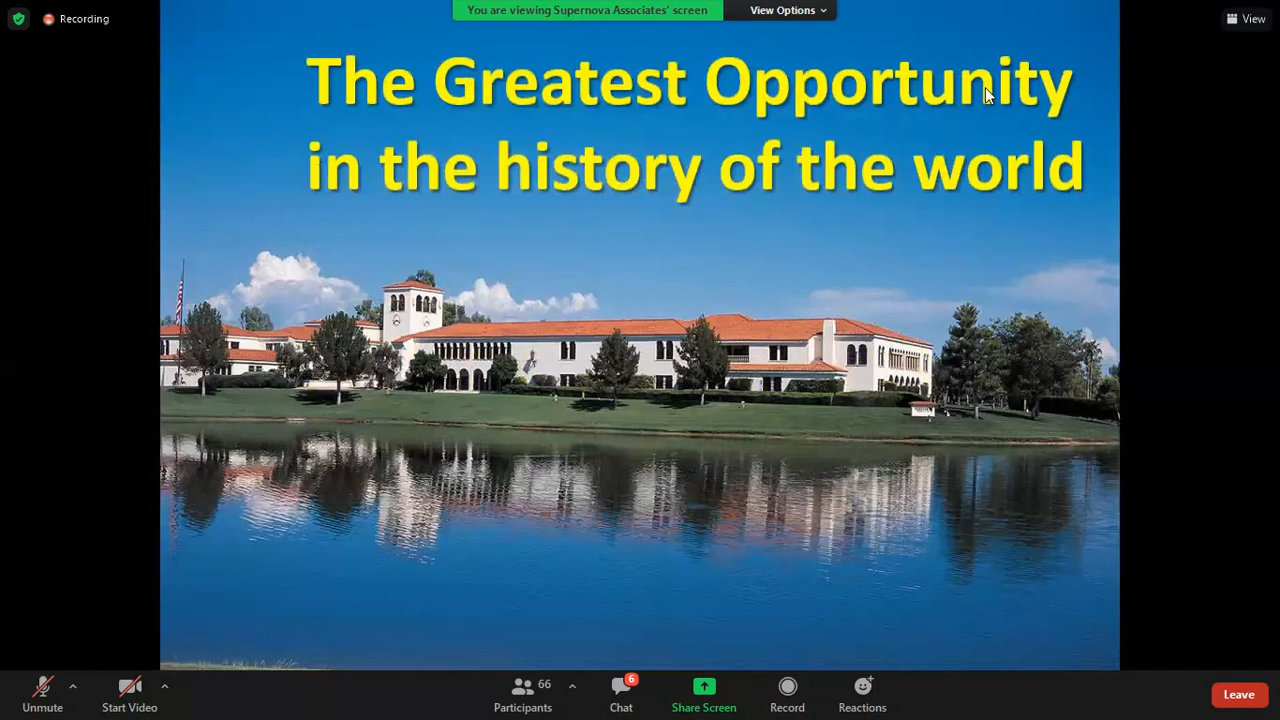 You are viewing Supernova Associates' screen
View Options
Recording
View
The Greatest Opportunity
in the history of the world
66
6
Unmute
Start Video
Participants
Chat
Share Screen
Record
Reactions
Leave